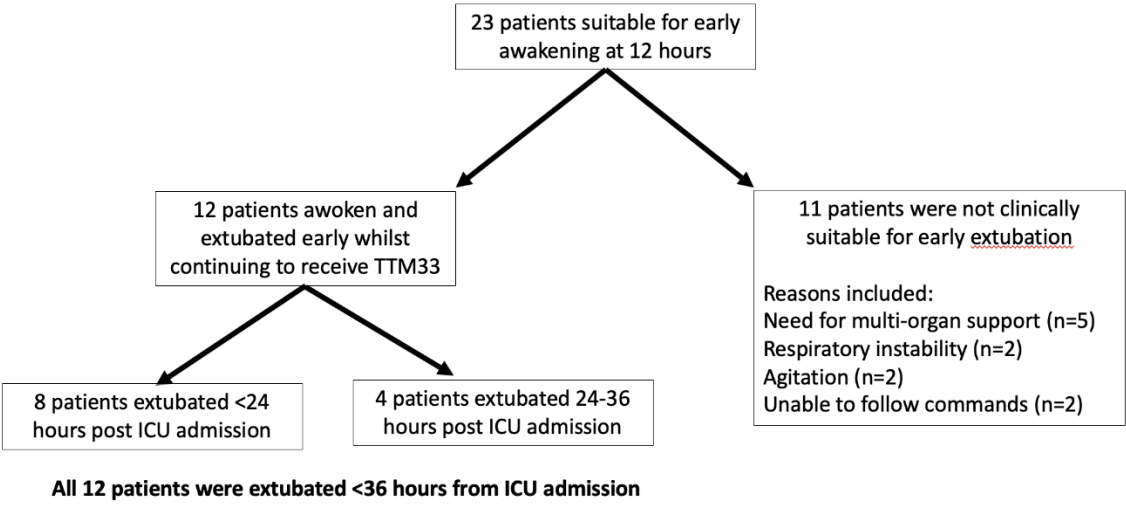 23 patients suitable for early
awakening at 12 hours
12 patients awoken and
extubated early whilst
continuing to receive TTM33
11 patients were not clinically
suitable for early extubation
Reasons included:
Need for multi-organ support (n=5)
Respiratory instability (n=2)
Agitation (n=2)
Unable to follow commands (n=2)
8 patients extubated <24
hours post ICU admission
4 patients extubated 24-36
hours post ICU admission
All 12 patients were extubated <36 hours from ICU admission